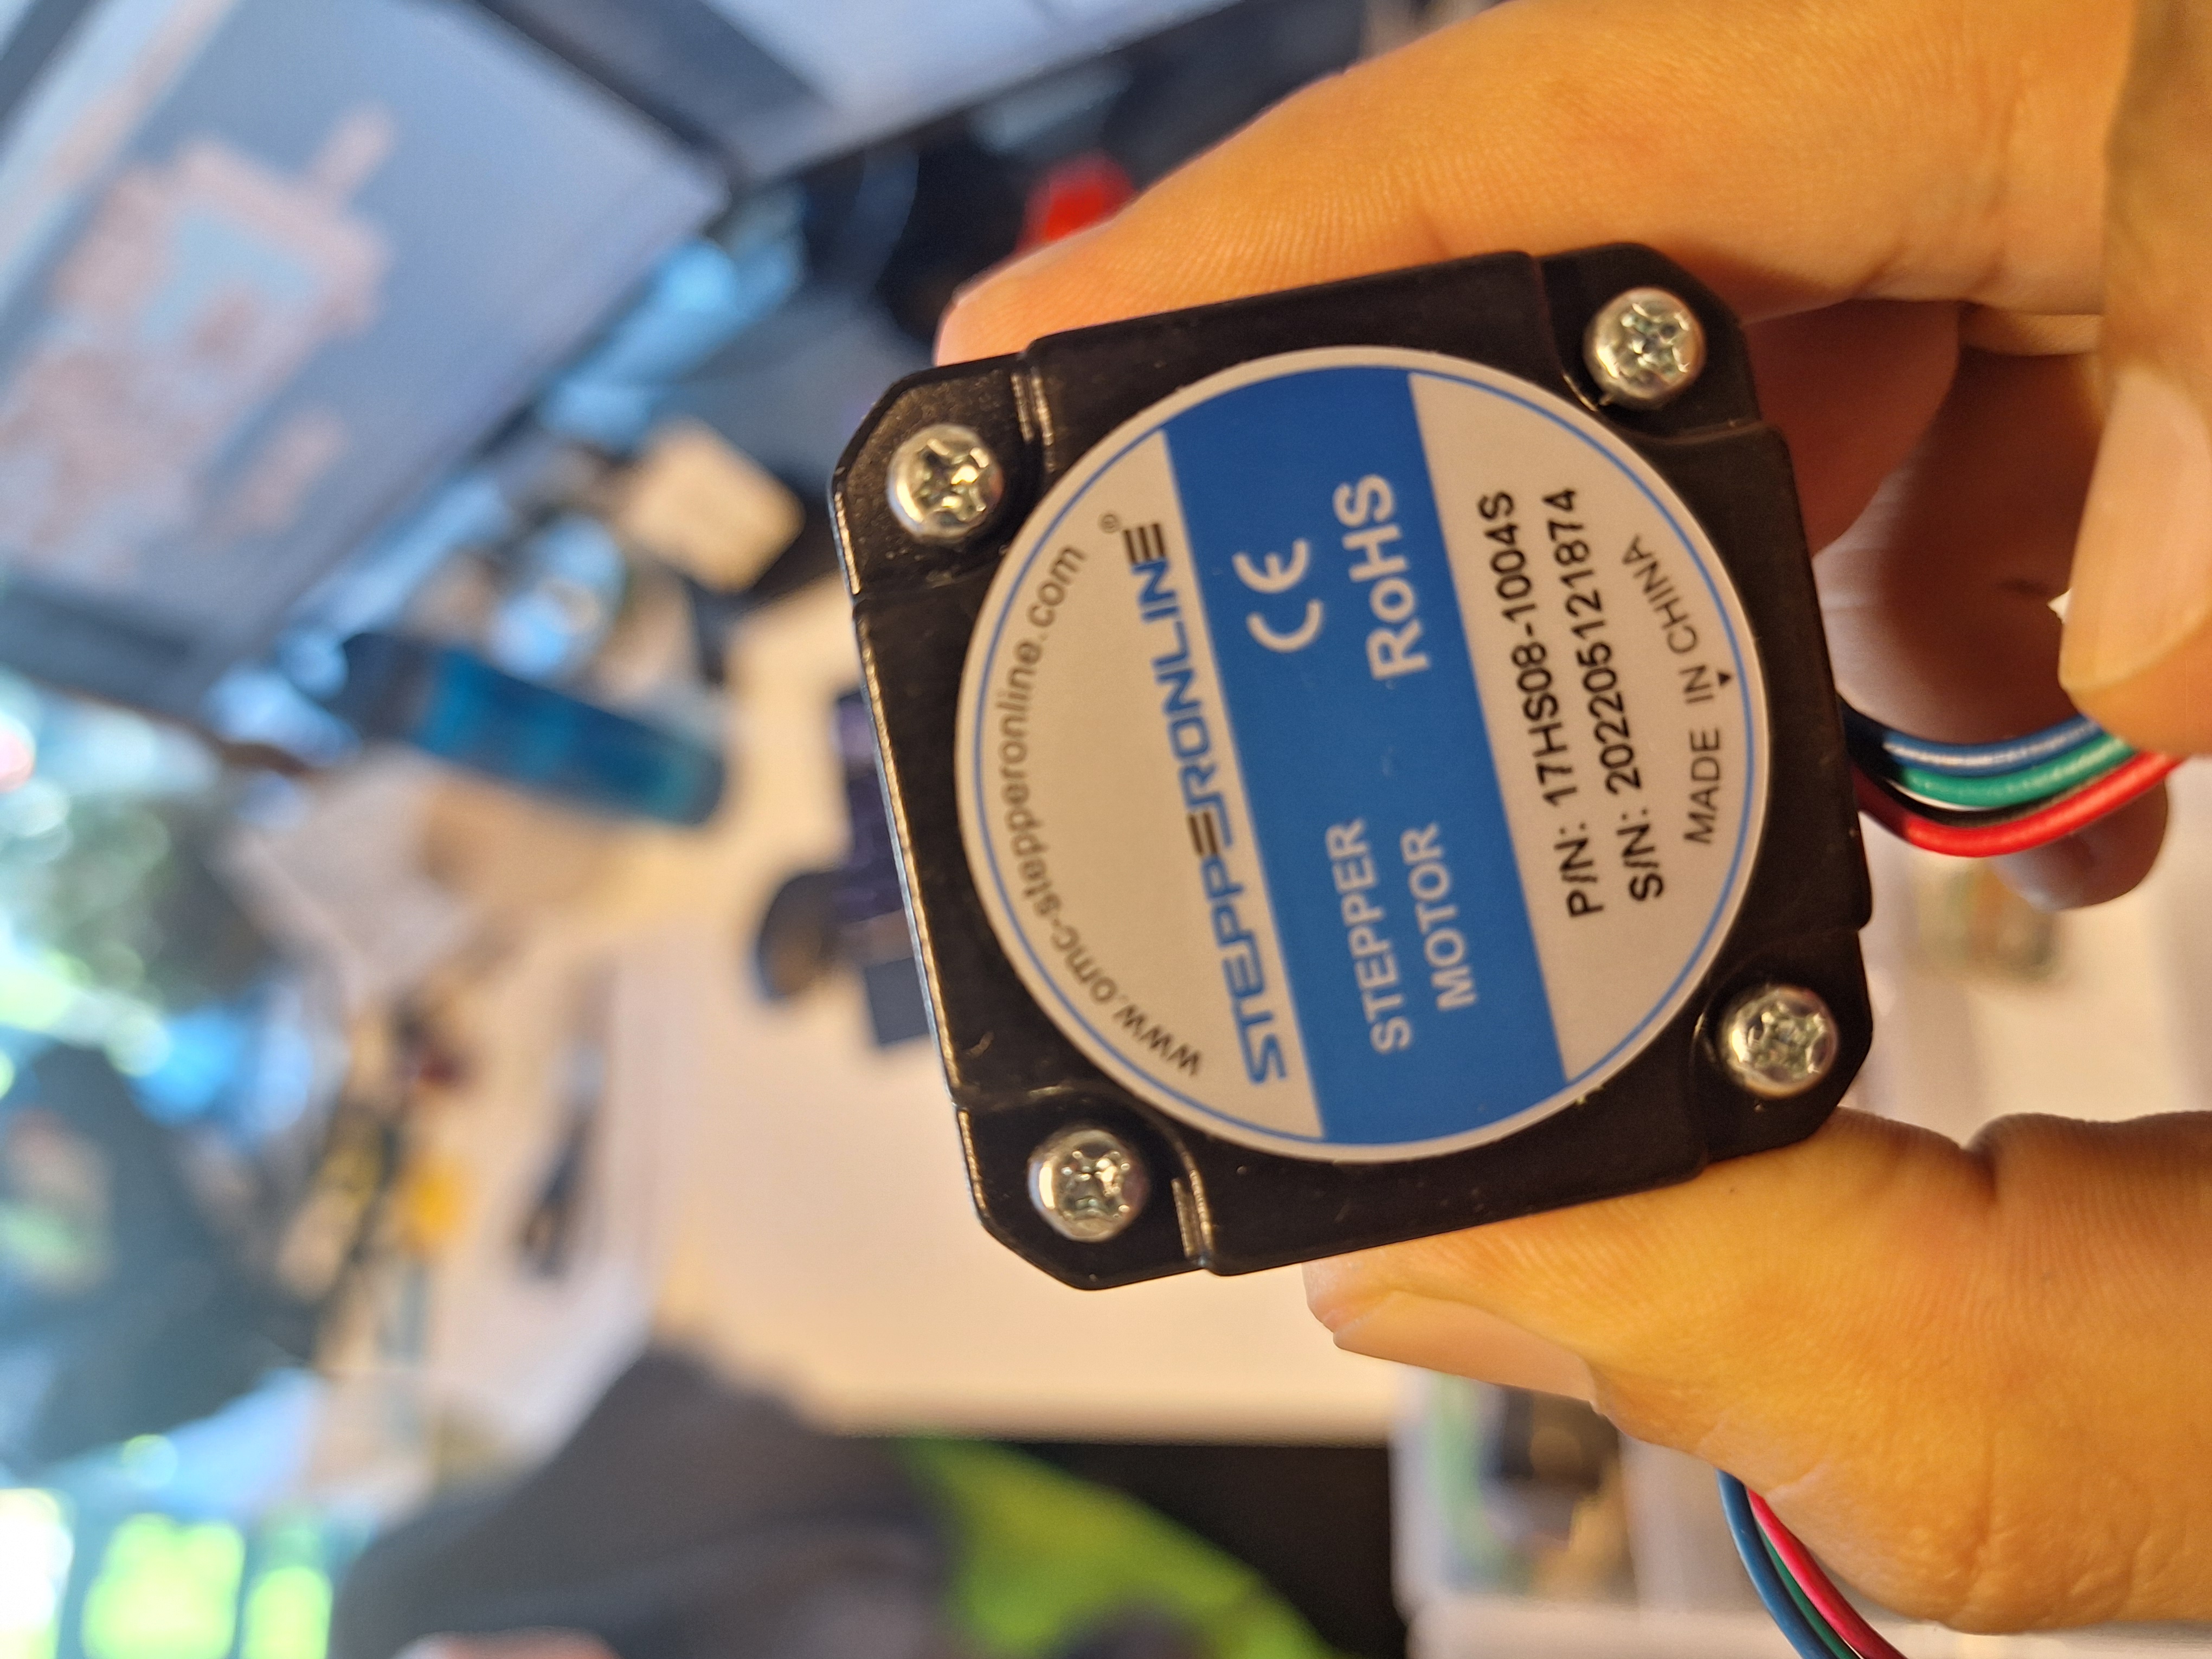 www.omc-stepperonline.com
STEPPERONLINE®
STEPPER
MOTOR
CE
RoHS
P/N: 17HS08-1004S
S/N: 202205121874
MADE IN CHINA